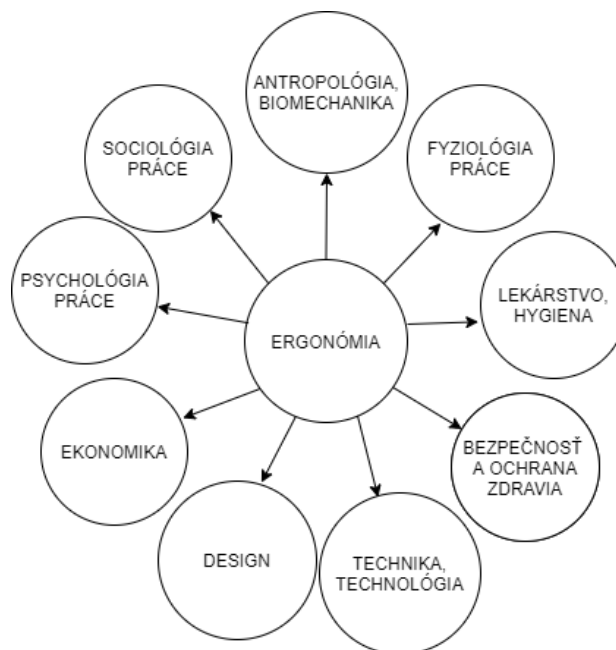 ANTROPOLÓGIA,
BIOMECHANIKA
SOCIOLÓGIA
PRÁCE
FYZIOLÓGIA
PRÁCE
PSYCHOLÓGIA
PRÁCE
LEKÁRSTVO,
HYGIENA
ERGONÓMIA
EKONOMIKA
BEZPEČNOSŤ
A OCHRANA
ZDRAVIA
DESIGN
TECHNIKA,
TECHNOLÓGIA